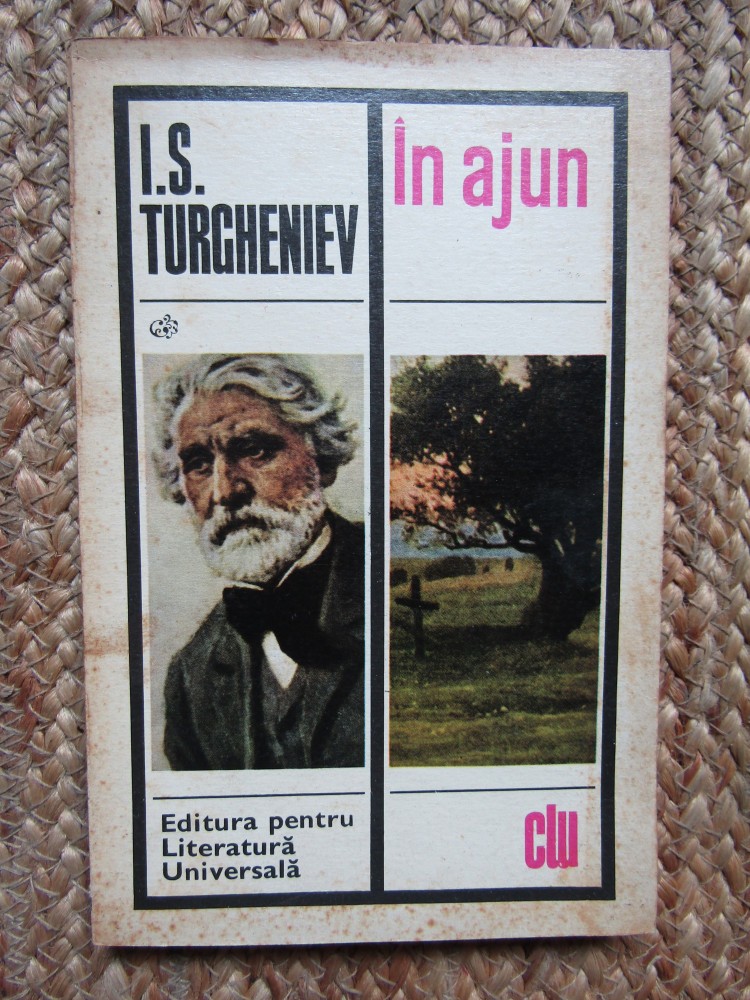 I.S.
TURGHENIEV
În ajun
Editura pentru
Literatură
Universală
clu